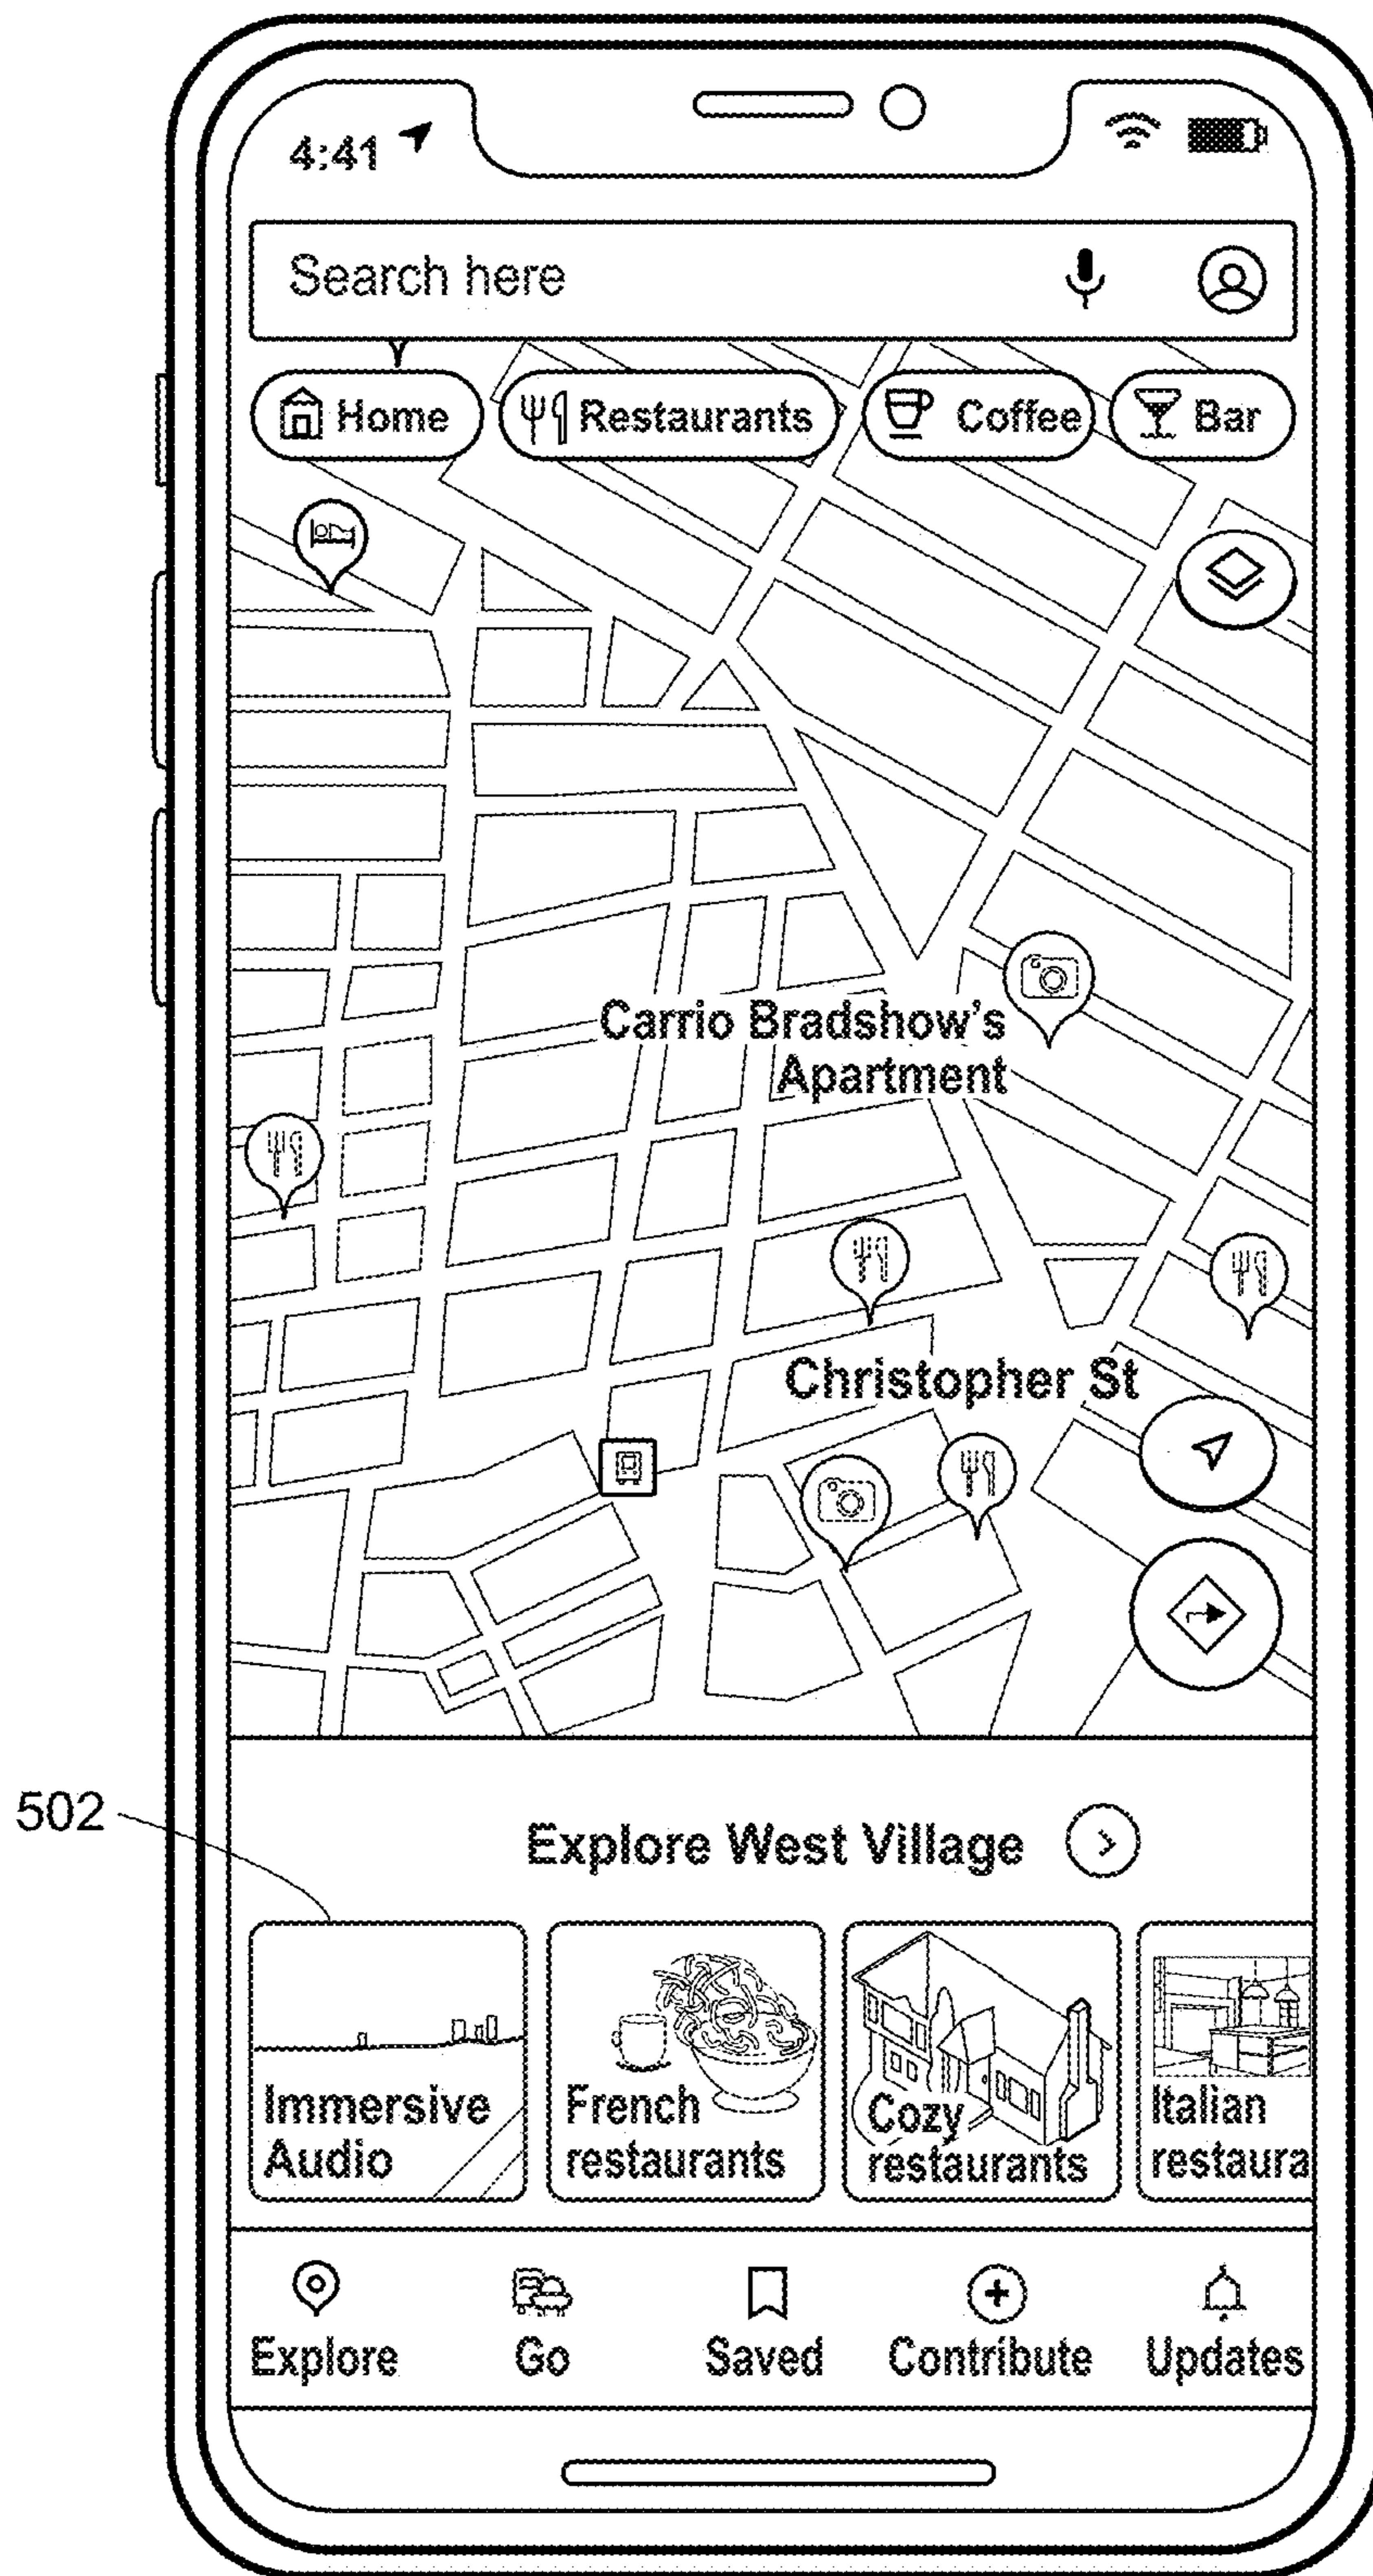 4:41
Search here
Home
Restaurants
Coffee
Bar
Carrio Bradshow's
Apartment
Christopher St
502
Explore West Village
Immersive
Audio
French
restaurants
Cozy
restaurants
Italian
restaura
Explore
Go
Saved
Contribute
Updates